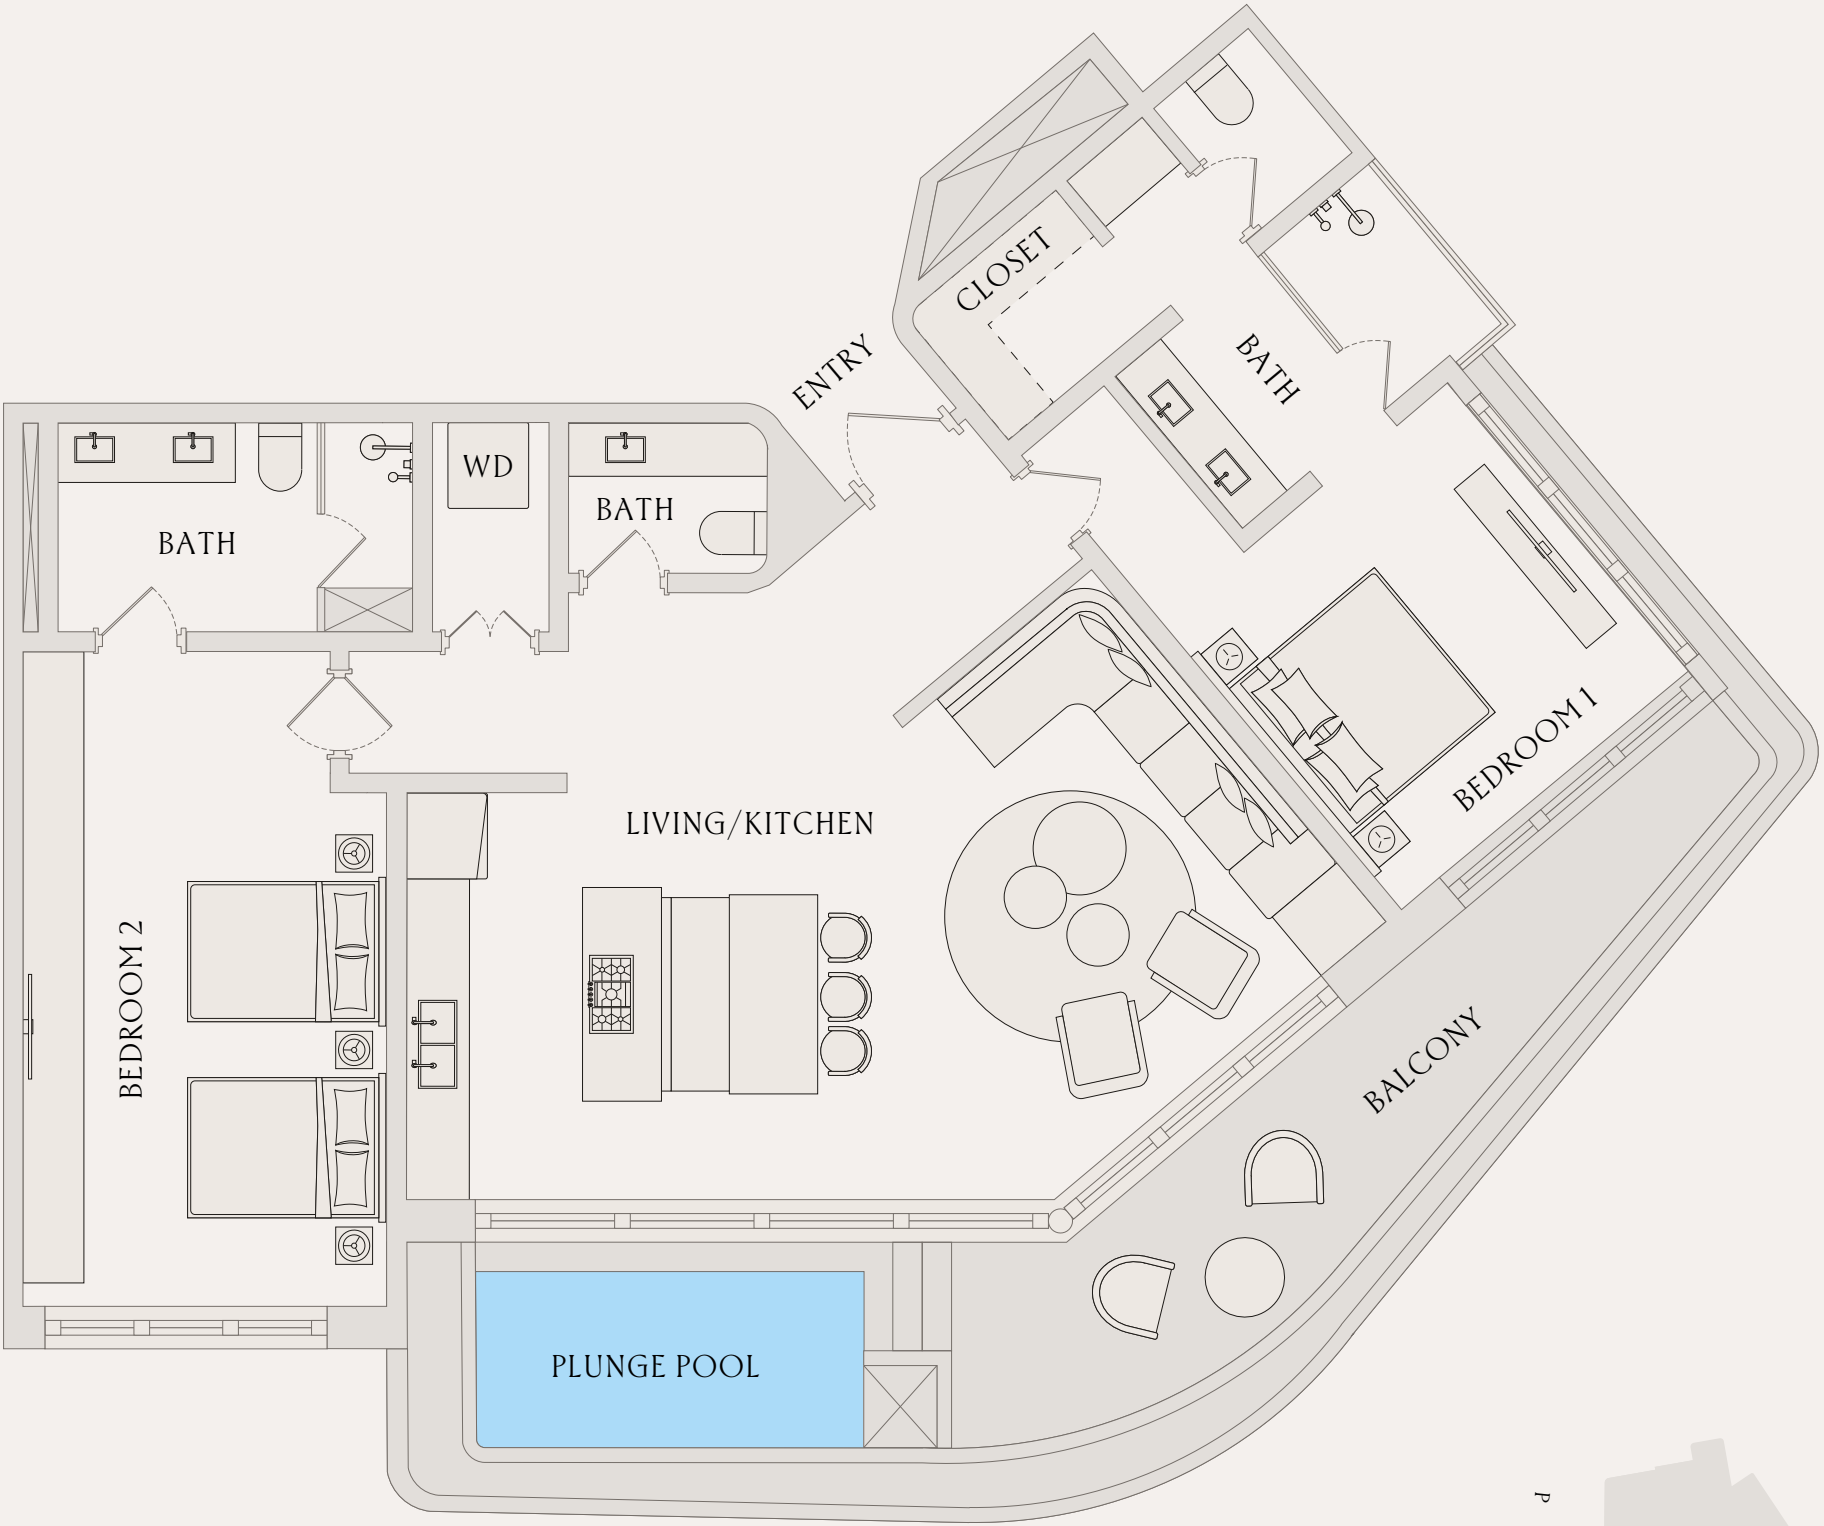 CLOSET
ENTRY
BATH
WD
BATH
BATH
BEDROOM 1
LIVING/KITCHEN
BEDROOM 2
BALCONY
PLUNGE POOL
P